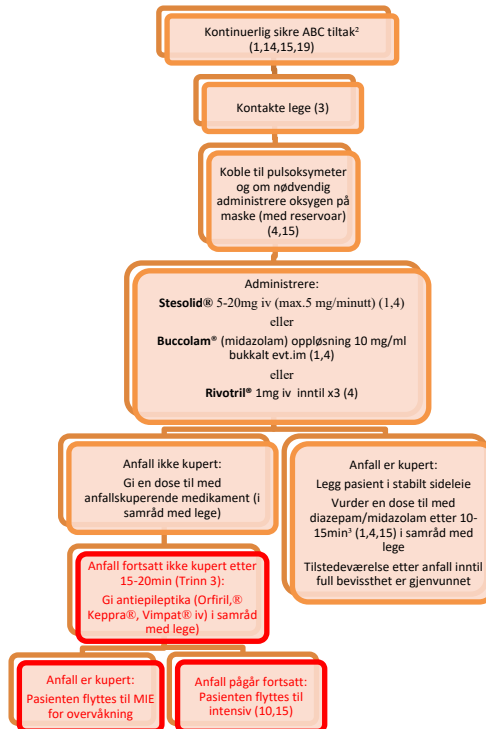 Kontinuerlig sikre ABC tiltak²
(1,14,15,19)
Kontakte lege (3)
Koble til pulsoksymeter
og om nødvendig
administrere oksygen på
maske (med reservoar)
(4,15)
Administrere:
Stesolid® 5-20mg iv (max.5 mg/minutt) (1,4)
eller
Buccolam® (midazolam) oppløsning 10 mg/ml
bukkalt evt.im (1,4)
eller
Rivotril® 1mg iv inntil x3 (4)
Anfall ikke kupert:
Gi en dose til med
anfallskuperende medikament (i
samråd med lege)
Anfall er kupert:
Legg pasient i stabilt sideleie
Vurder en dose til med
diazepam/midazolam etter 10-
15min³ (1,4,15) i samråd med
lege
Tilstedeværelse etter anfall inntil
full bevissthet er gjenvunnet
Anfall fortsatt ikke kupert etter
15-20min (Trinn 3):
Gi antiepileptika (Orfiril,®
Keppra®, Vimpat® iv) i samråd
med lege)
Anfall er kupert:
Pasienten flyttes til MIE
for overvåkning
Anfall pågår fortsatt:
Pasienten flyttes til
intensiv (10,15)